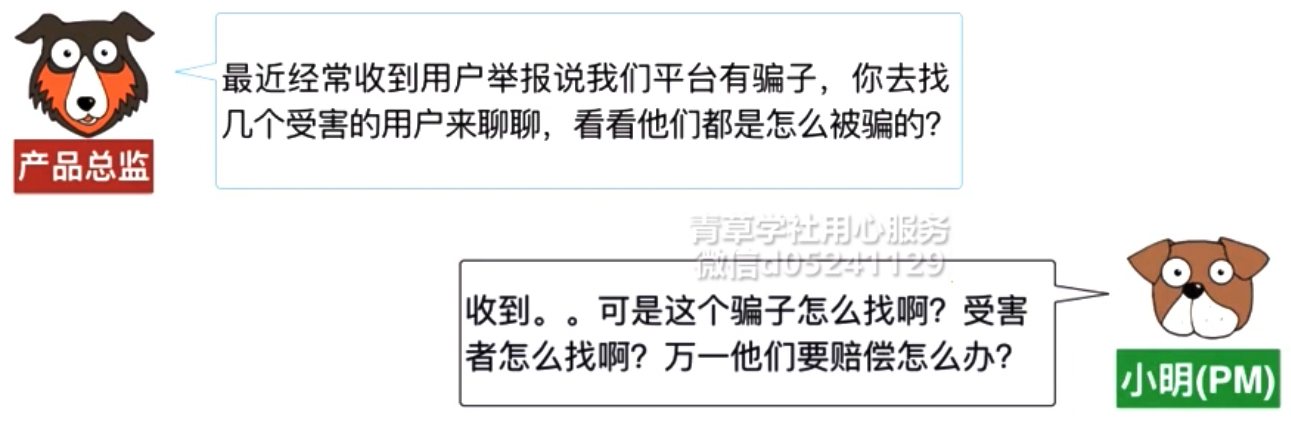 最近经常收到用户举报说我们平台有骗子，你去找
几个受害的用户来聊聊，看看他们都是怎么被骗的?
产品总监
青草学社用心服务
微信d05241129
收到。。可是这个骗子怎么找啊？受害
者怎么找啊？万一他们要赔偿怎么办？
小明(PM)